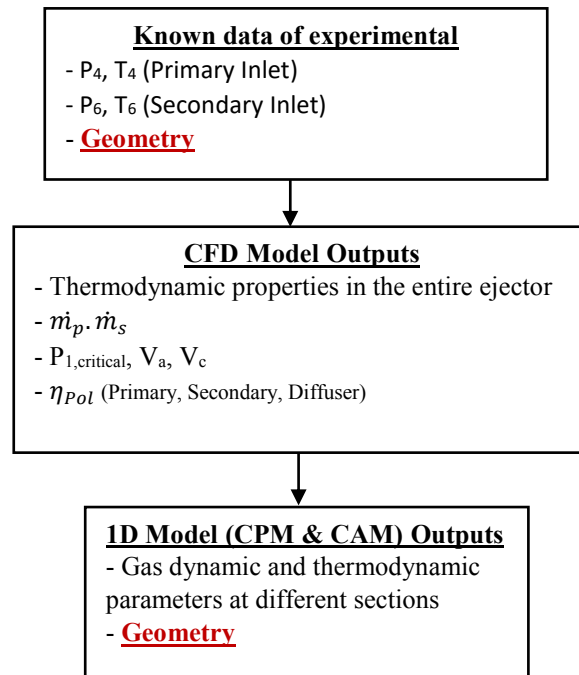 Known data of experimental
- P₄, T₄ (Primary Inlet)
- P₆, T₆ (Secondary Inlet)
- Geometry
CFD Model Outputs
- Thermodynamic properties in the entire ejector
- ṁₚ. ṁₛ
- P₁,critical, Vₐ, V_c
- η_Pol (Primary, Secondary, Diffuser)
1D Model (CPM & CAM) Outputs
- Gas dynamic and thermodynamic
parameters at different sections
- Geometry